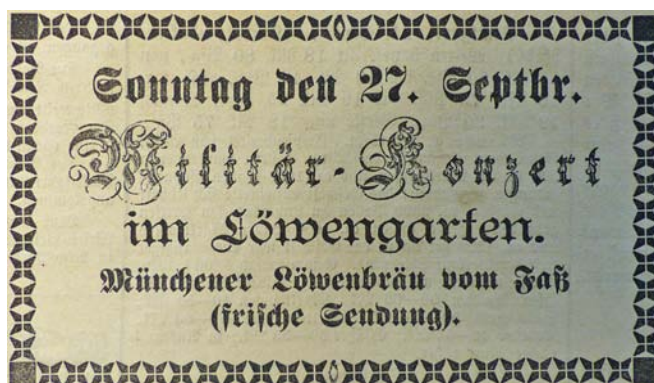 Sonntag den 27. Septbr.
Militär-Konzert
im Löwengarten.
Münchener Löwenbräu vom Faß
(frische Sendung).